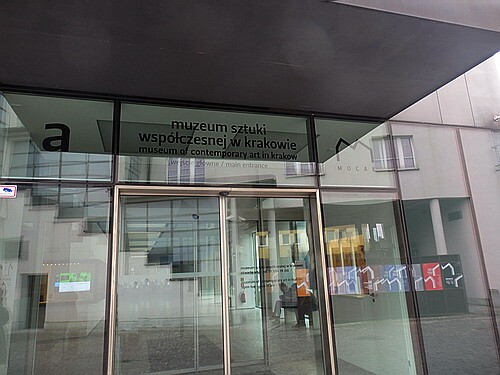 a
muzeum sztuki
współczesnej w krakowie
museum of contemporary art in krakow
wejście główne / main entrance
MOCAK